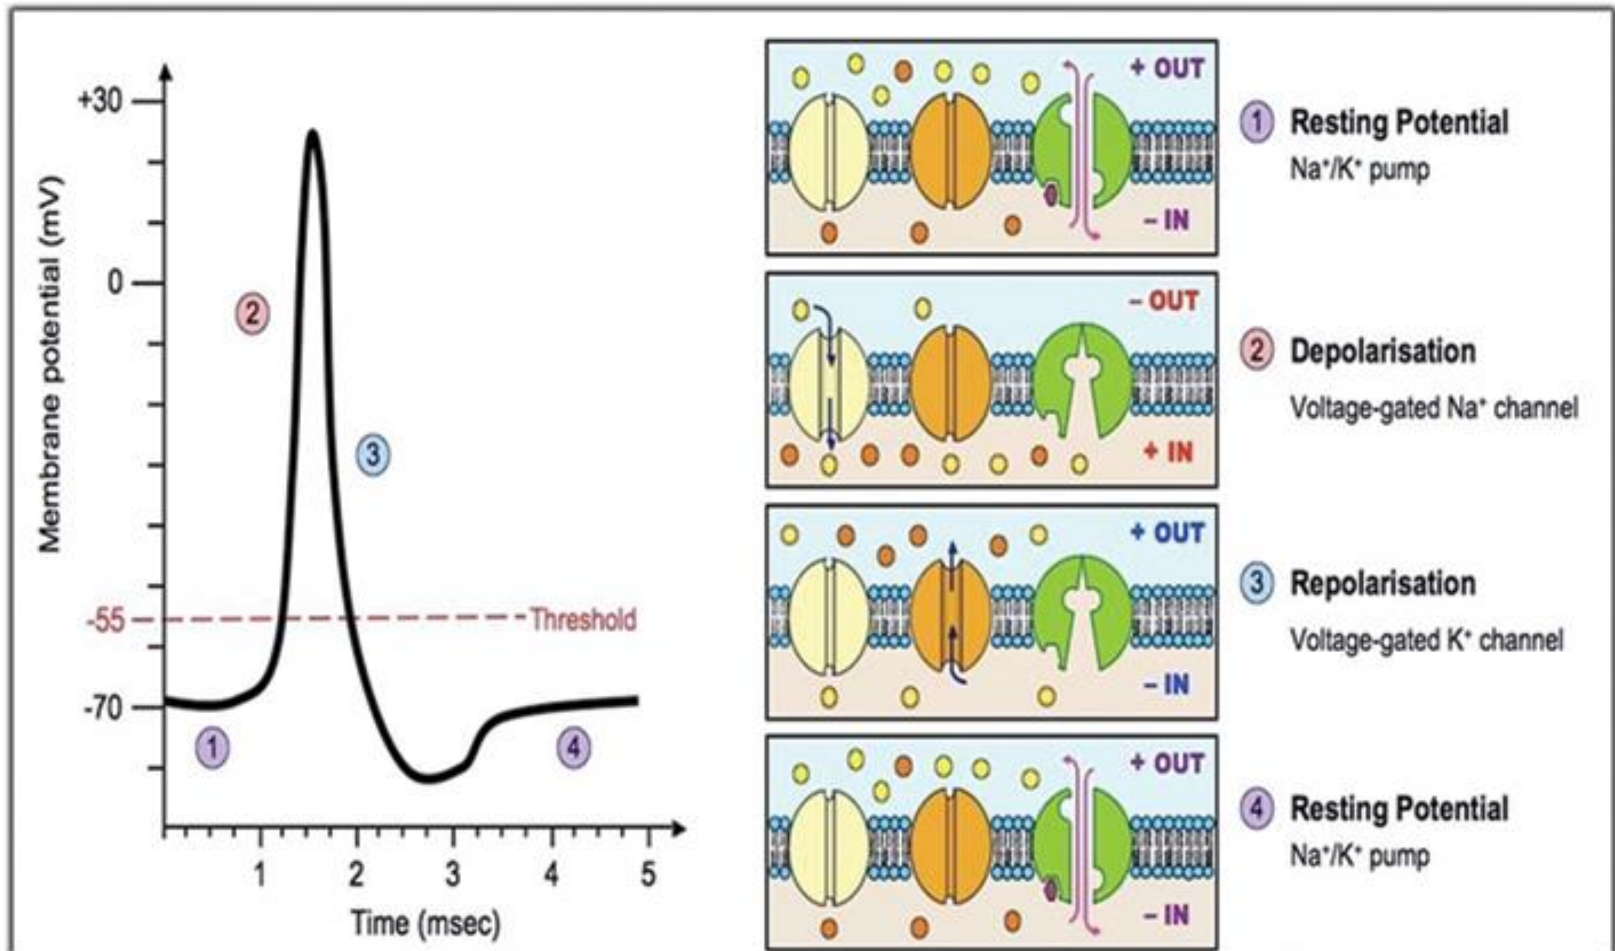 Membrane potential (mV)
+30
0
-55
Threshold
-70
1
2
3
4
1 2 3 4 5
Time (msec)
+ OUT
– IN
1 Resting Potential
Na⁺/K⁺ pump
– OUT
+ IN
2 Depolarisation
Voltage-gated Na⁺ channel
+ OUT
– IN
3 Repolarisation
Voltage-gated K⁺ channel
+ OUT
– IN
4 Resting Potential
Na⁺/K⁺ pump